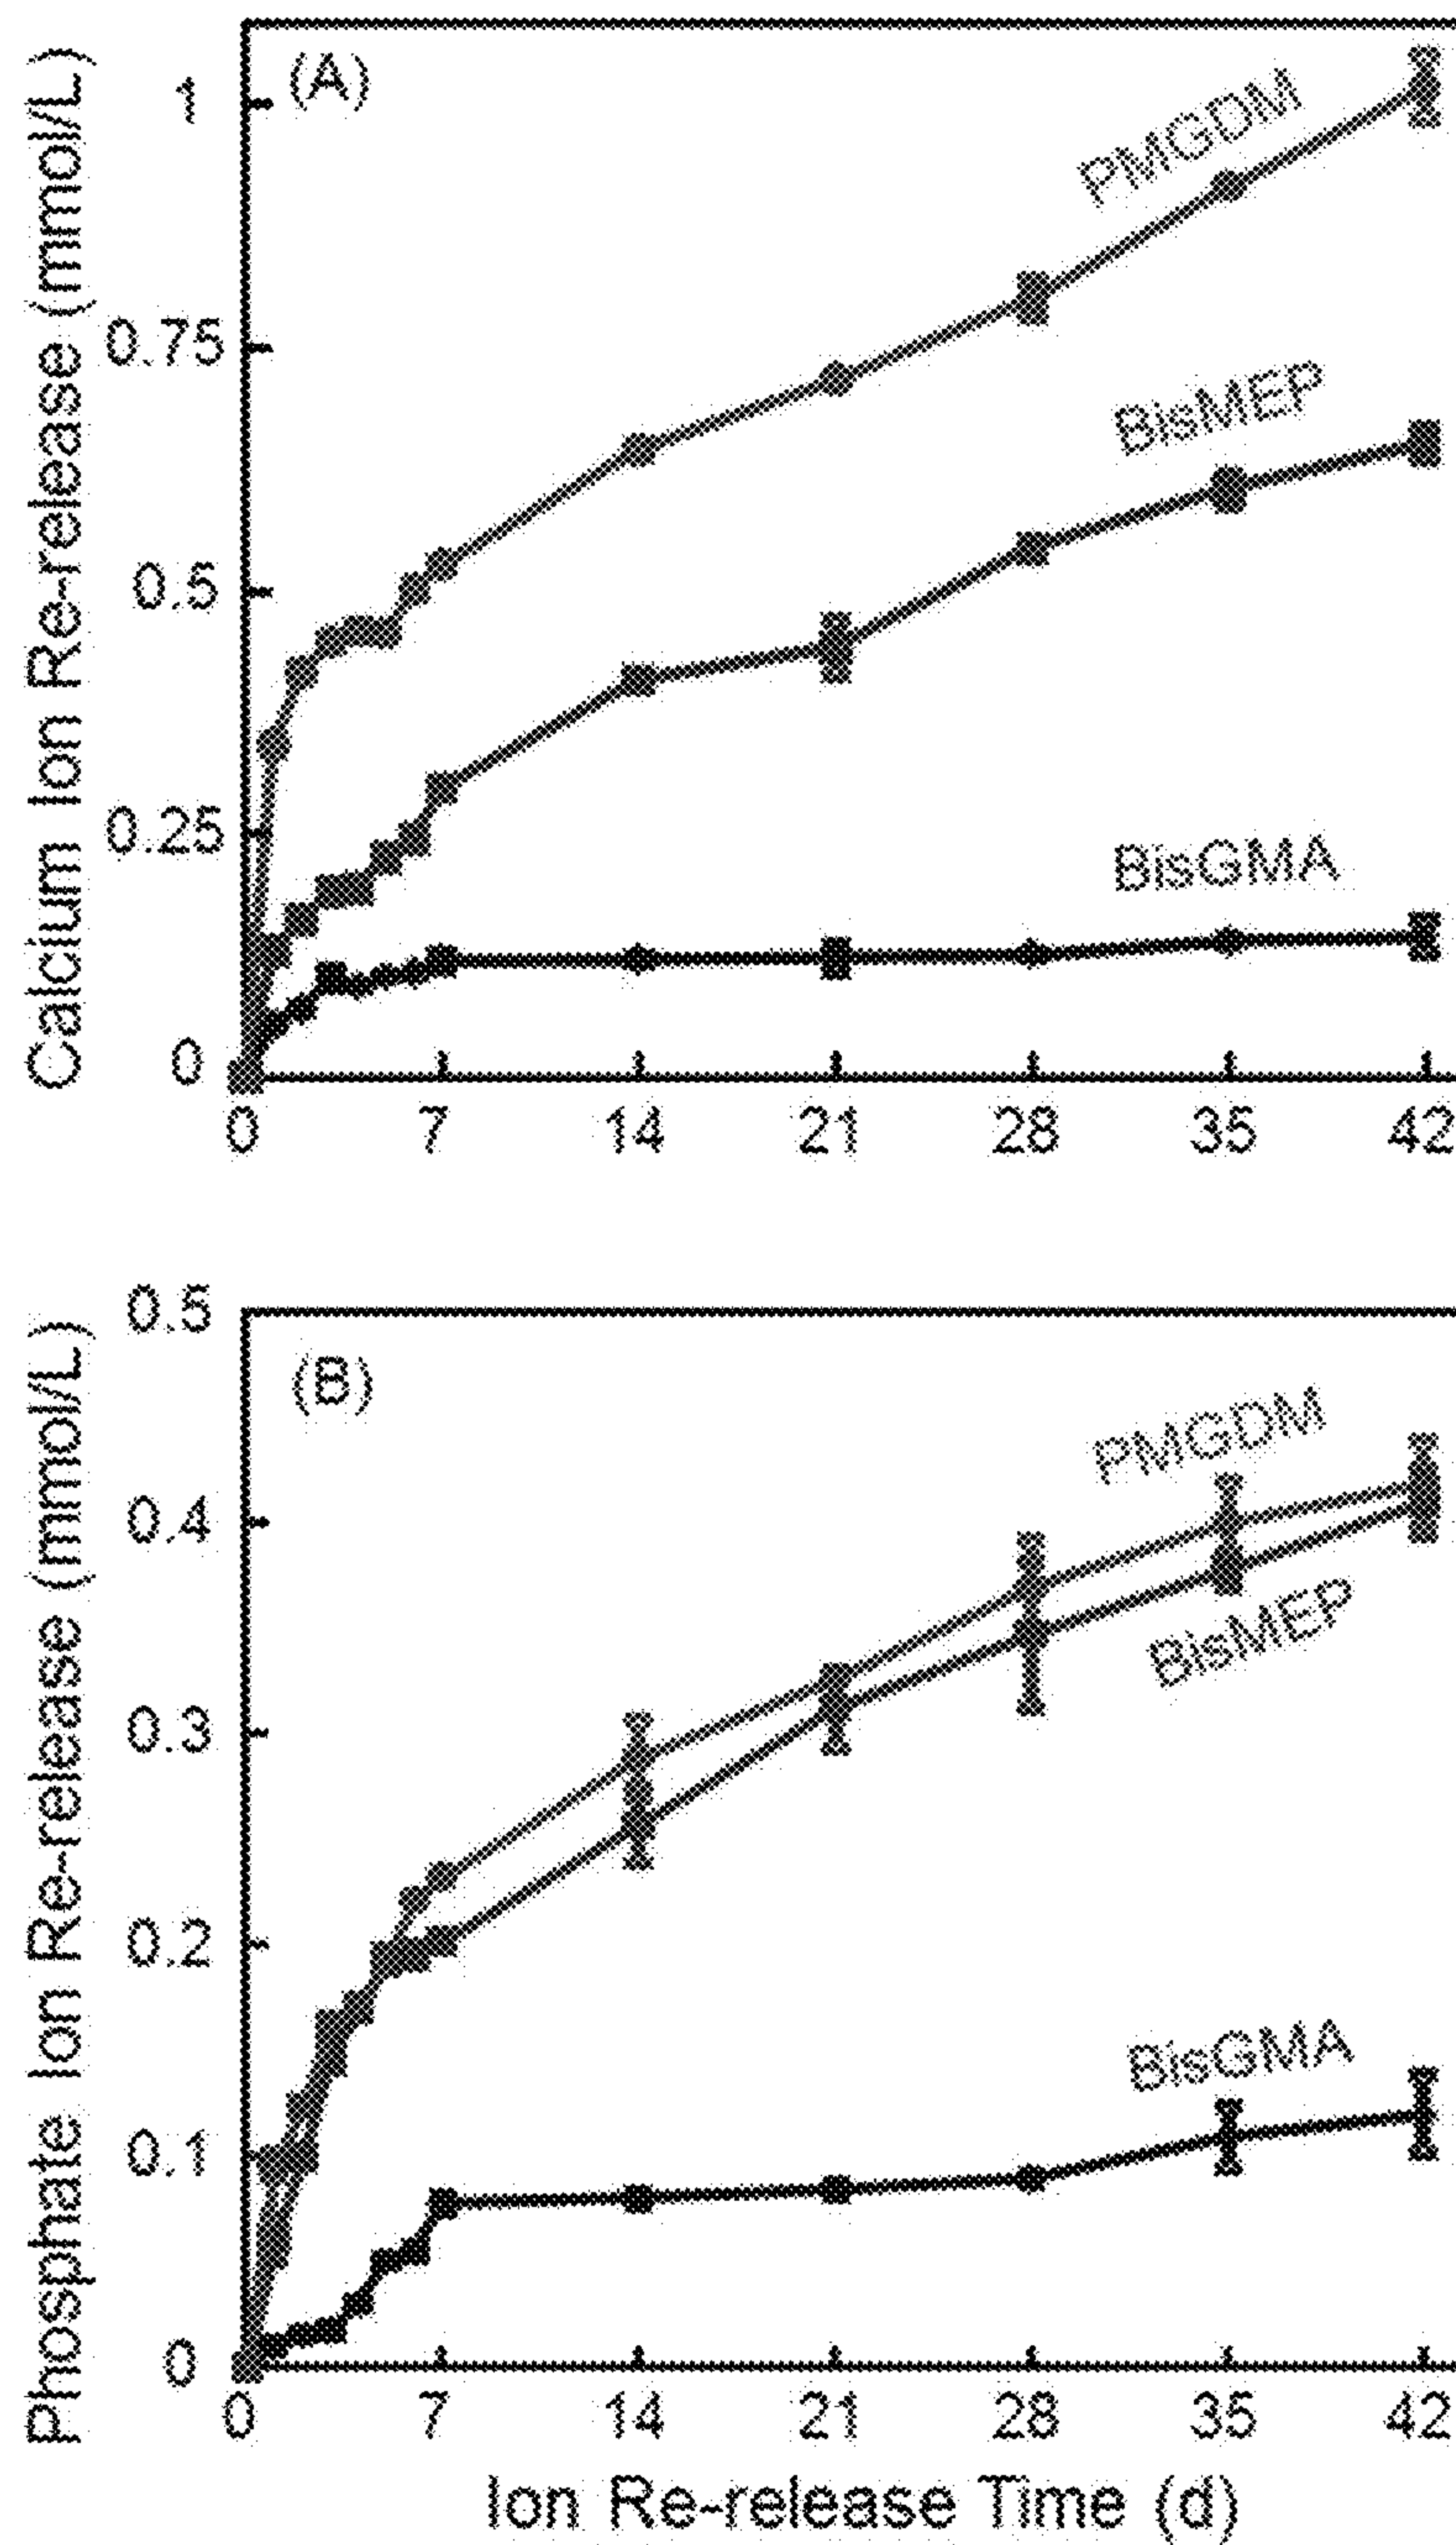 (A)
Calcium Ion Re-release (mmol/L)
1
0.75
0.5
0.25
0
PMGDM
BisMEP
BisGMA
0 7 14 21 28 35 42
(B)
Phosphate Ion Re-release (mmol/L)
0.5
0.4
0.3
0.2
0.1
0
PMGDM
BisMEP
BisGMA
0 7 14 21 28 35 42
Ion Re-release Time (d)